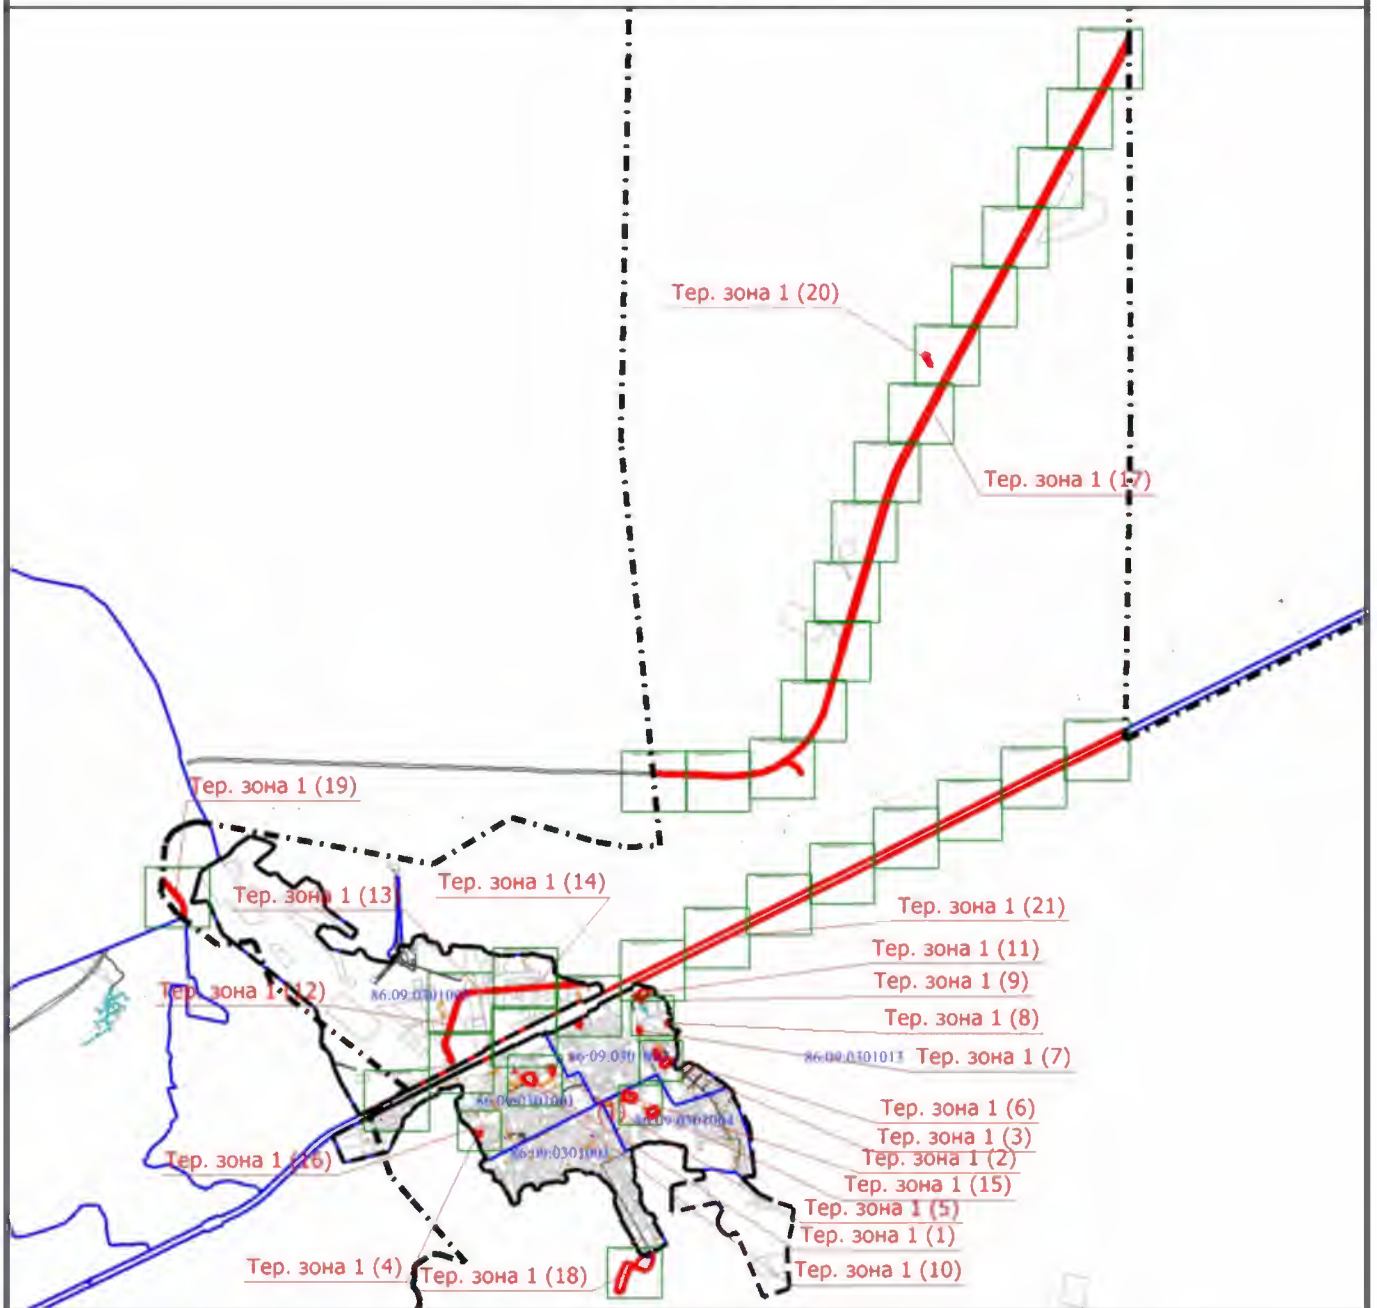 Тер. зона 1 (20)
Тер. зона 1 (17)
Тер. зона 1 (19)
Тер. зона 1 (13)
Тер. зона 1 (14)
Тер. зона 1 (21)
Тер. зона 1 (11)
Тер. зона 1 (9)
Тер. зона 1 (12)
Тер. зона 1 (8)
86:09:0301013
Тер. зона 1 (7)
Тер. зона 1 (6)
Тер. зона 1 (3)
Тер. зона 1 (2)
Тер. зона 1 (16)
Тер. зона 1 (15)
Тер. зона 1 (5)
Тер. зона 1 (1)
Тер. зона 1 (4)
Тер. зона 1 (18)
Тер. зона 1 (10)